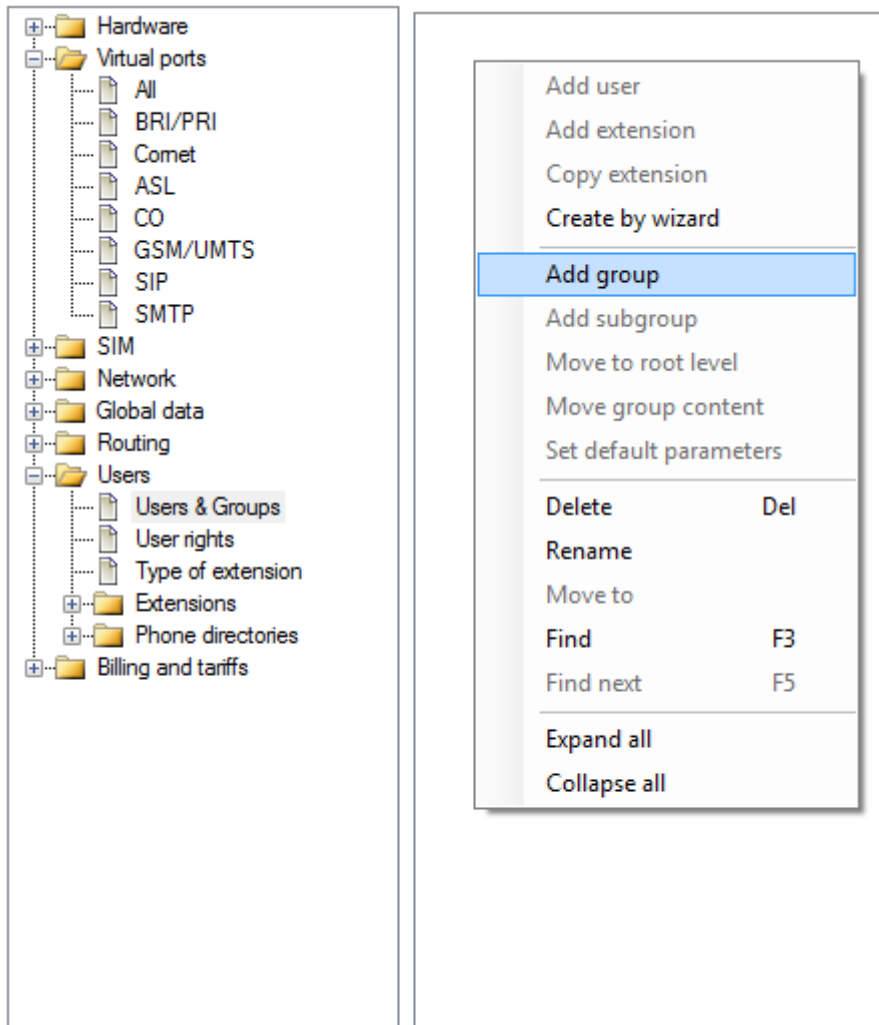 Hardware
Virtual ports
All
BRI/PRI
Cornet
ASL
CO
GSM/UMTS
SIP
SMTP
SIM
Network
Global data
Routing
Users
Users & Groups
User rights
Type of extension
Extensions
Phone directories
Billing and tariffs
Add user
Add extension
Copy extension
Create by wizard
Add group
Add subgroup
Move to root level
Move group content
Set default parameters
Delete Del
Rename
Move to
Find F3
Find next F5
Expand all
Collapse all